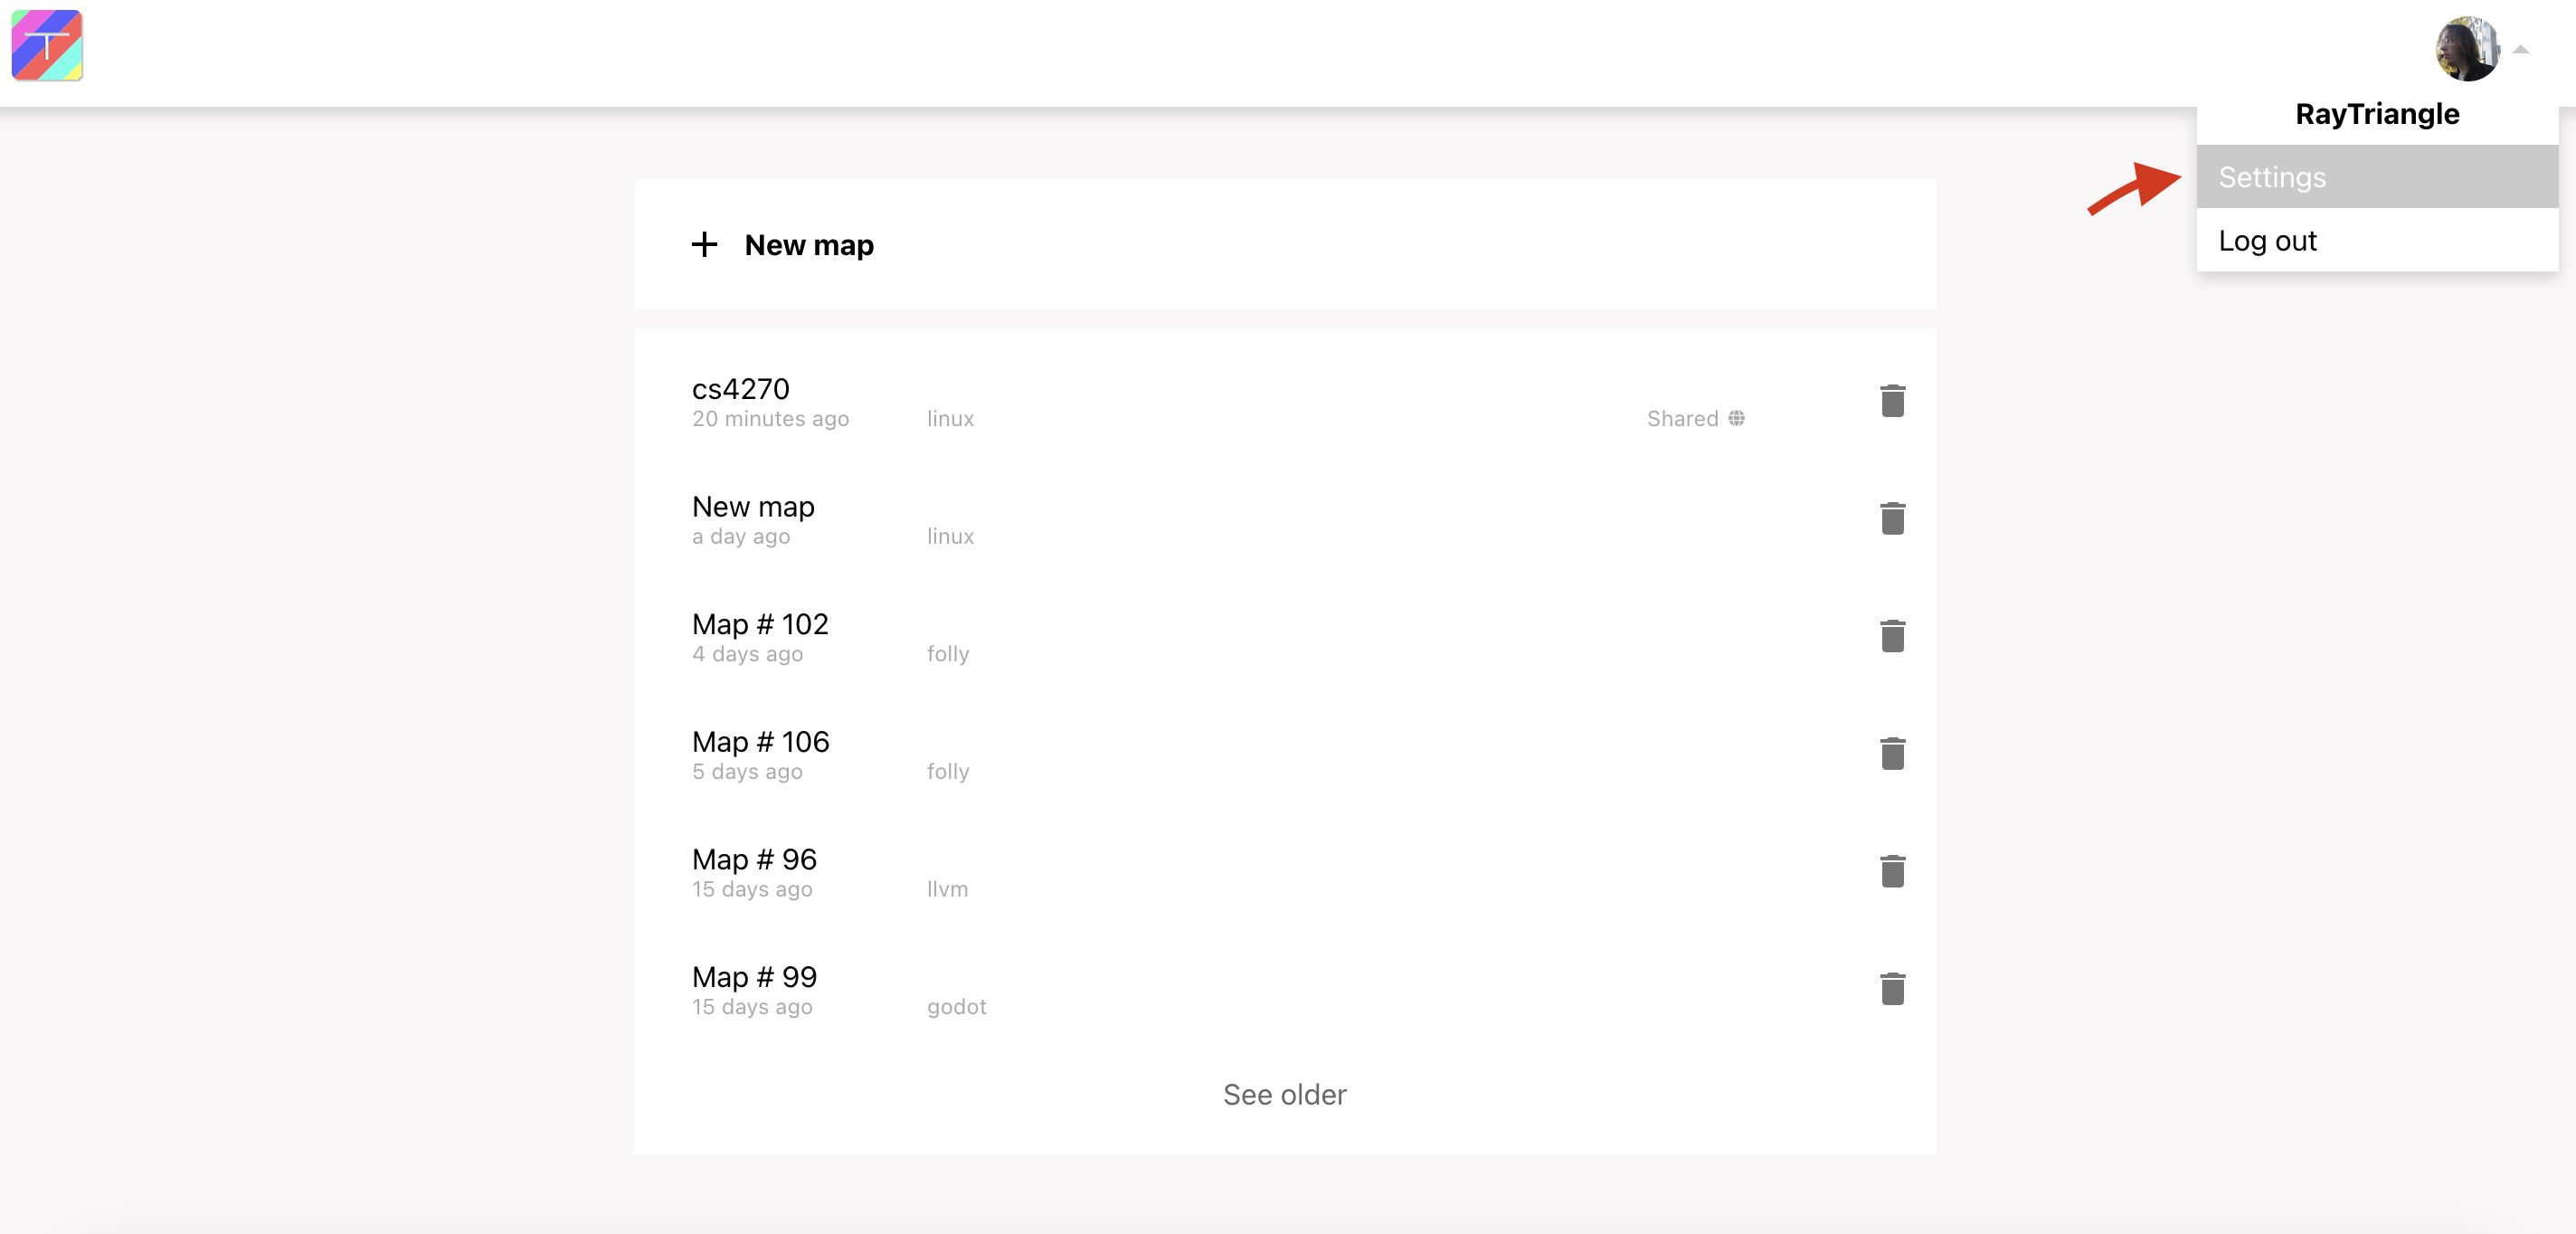 T
RayTriangle
Settings
Log out
+ New map
cs4270
20 minutes ago linux Shared
New map
a day ago linux
Map # 102
4 days ago folly
Map # 106
5 days ago folly
Map # 96
15 days ago llvm
Map # 99
15 days ago godot
See older